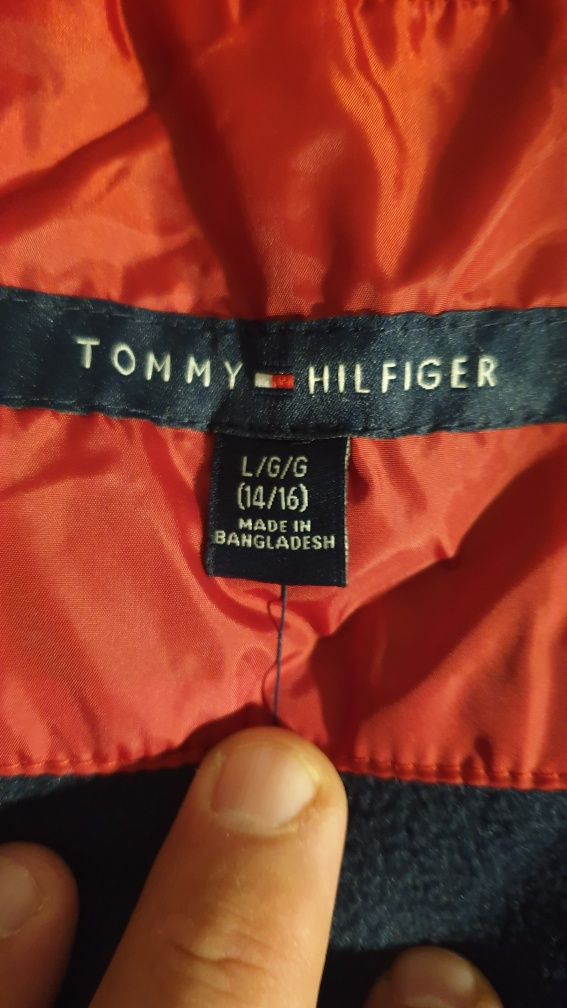 TOMMY HILFIGER
L/G/G
(14/16)
MADE IN
BANGLADESH